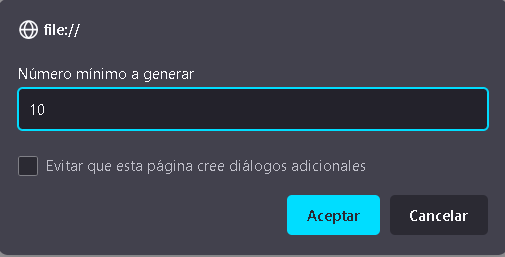 file://
Número mínimo a generar
10
Evitar que esta página cree diálogos adicionales
Aceptar
Cancelar